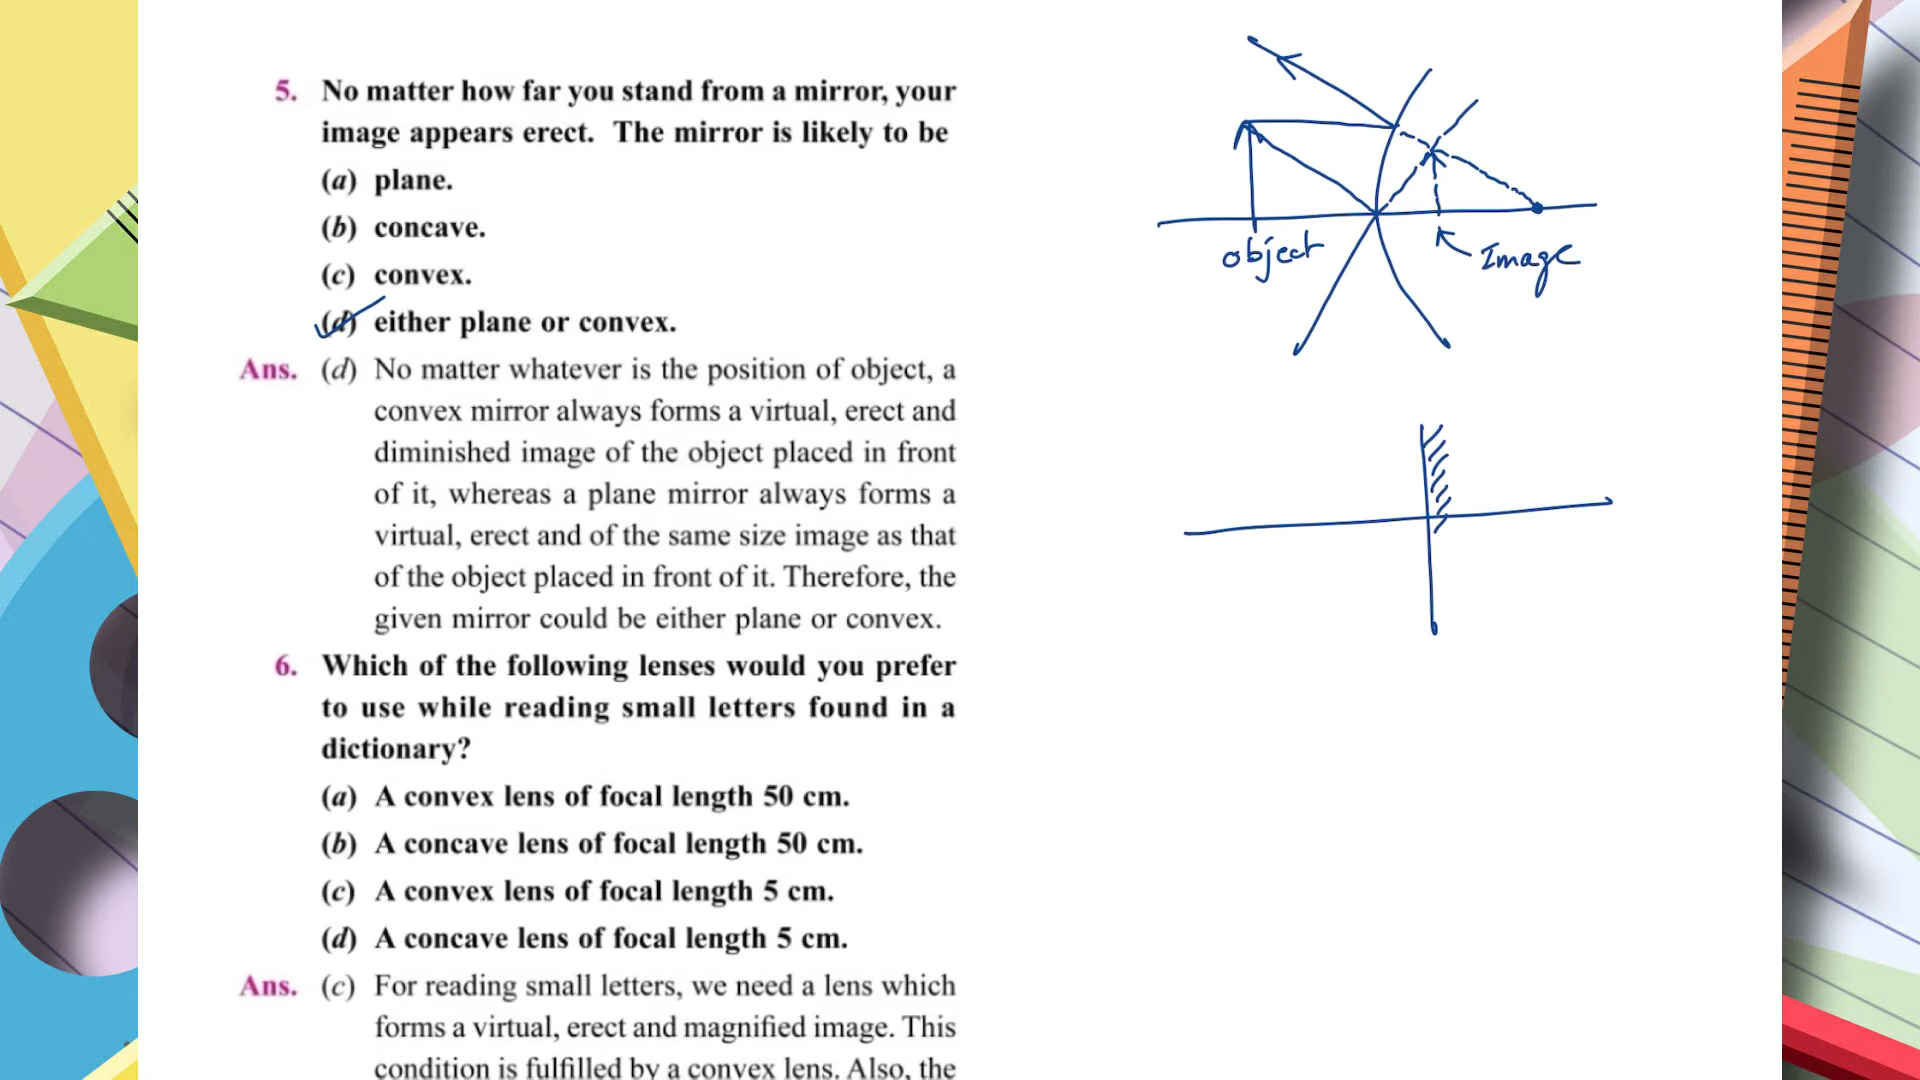 5. No matter how far you stand from a mirror, your
image appears erect. The mirror is likely to be
(a) plane.
(b) concave.
(c) convex.
(d) either plane or convex.
Ans. (d) No matter whatever is the position of object, a
convex mirror always forms a virtual, erect and
diminished image of the object placed in front
of it, whereas a plane mirror always forms a
virtual, erect and of the same size image as that
of the object placed in front of it. Therefore, the
given mirror could be either plane or convex.
6. Which of the following lenses would you prefer
to use while reading small letters found in a
dictionary?
(a) A convex lens of focal length 50 cm.
(b) A concave lens of focal length 50 cm.
(c) A convex lens of focal length 5 cm.
(d) A concave lens of focal length 5 cm.
Ans. (c) For reading small letters, we need a lens which
forms a virtual, erect and magnified image. This
condition is fulfilled by a convex lens. Also, the
object
Image